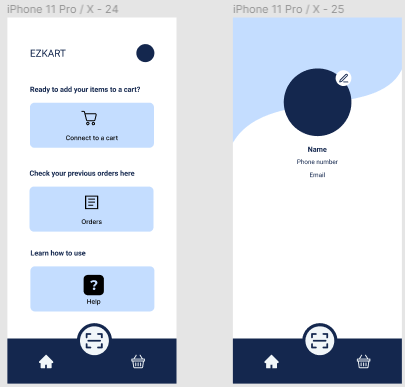 iPhone 11 Pro / X - 24
EZKART
Ready to add your items to a cart?
Connect to a cart
Check your previous orders here
Orders
Learn how to use
?
Help
iPhone 11 Pro / X - 25
Name
Phone number
Email